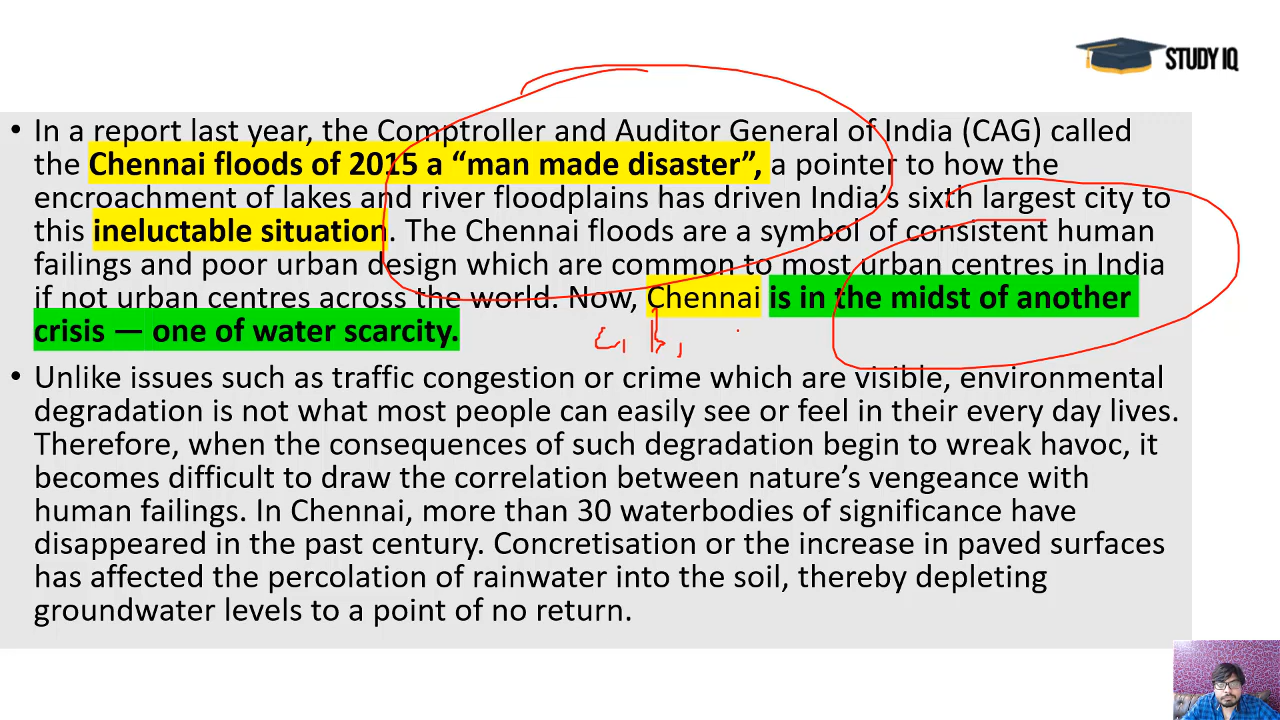 STUDY IQ
• In a report last year, the Comptroller and Auditor General of India (CAG) called
the Chennai floods of 2015 a “man made disaster”, a pointer to how the
encroachment of lakes and river floodplains has driven India’s sixth largest city to
this ineluctable situation. The Chennai floods are a symbol of consistent human
failings and poor urban design which are common to most urban centres in India
if not urban centres across the world. Now, Chennai is in the midst of another
crisis — one of water scarcity.
• Unlike issues such as traffic congestion or crime which are visible, environmental
degradation is not what most people can easily see or feel in their every day lives.
Therefore, when the consequences of such degradation begin to wreak havoc, it
becomes difficult to draw the correlation between nature’s vengeance with
human failings. In Chennai, more than 30 waterbodies of significance have
disappeared in the past century. Concretisation or the increase in paved surfaces
has affected the percolation of rainwater into the soil, thereby depleting
groundwater levels to a point of no return.